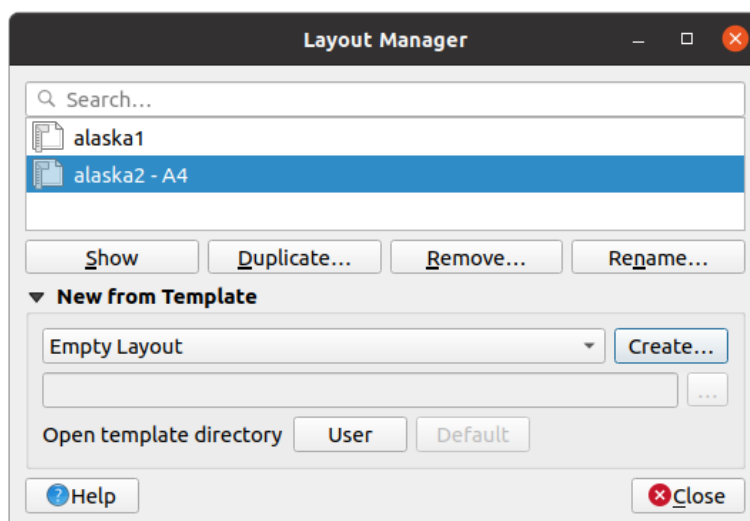 Layout Manager
Search…
alaska1
alaska2 - A4
Show Duplicate… Remove… Rename…
New from Template
Empty Layout Create…
…
Open template directory User Default
Help Close